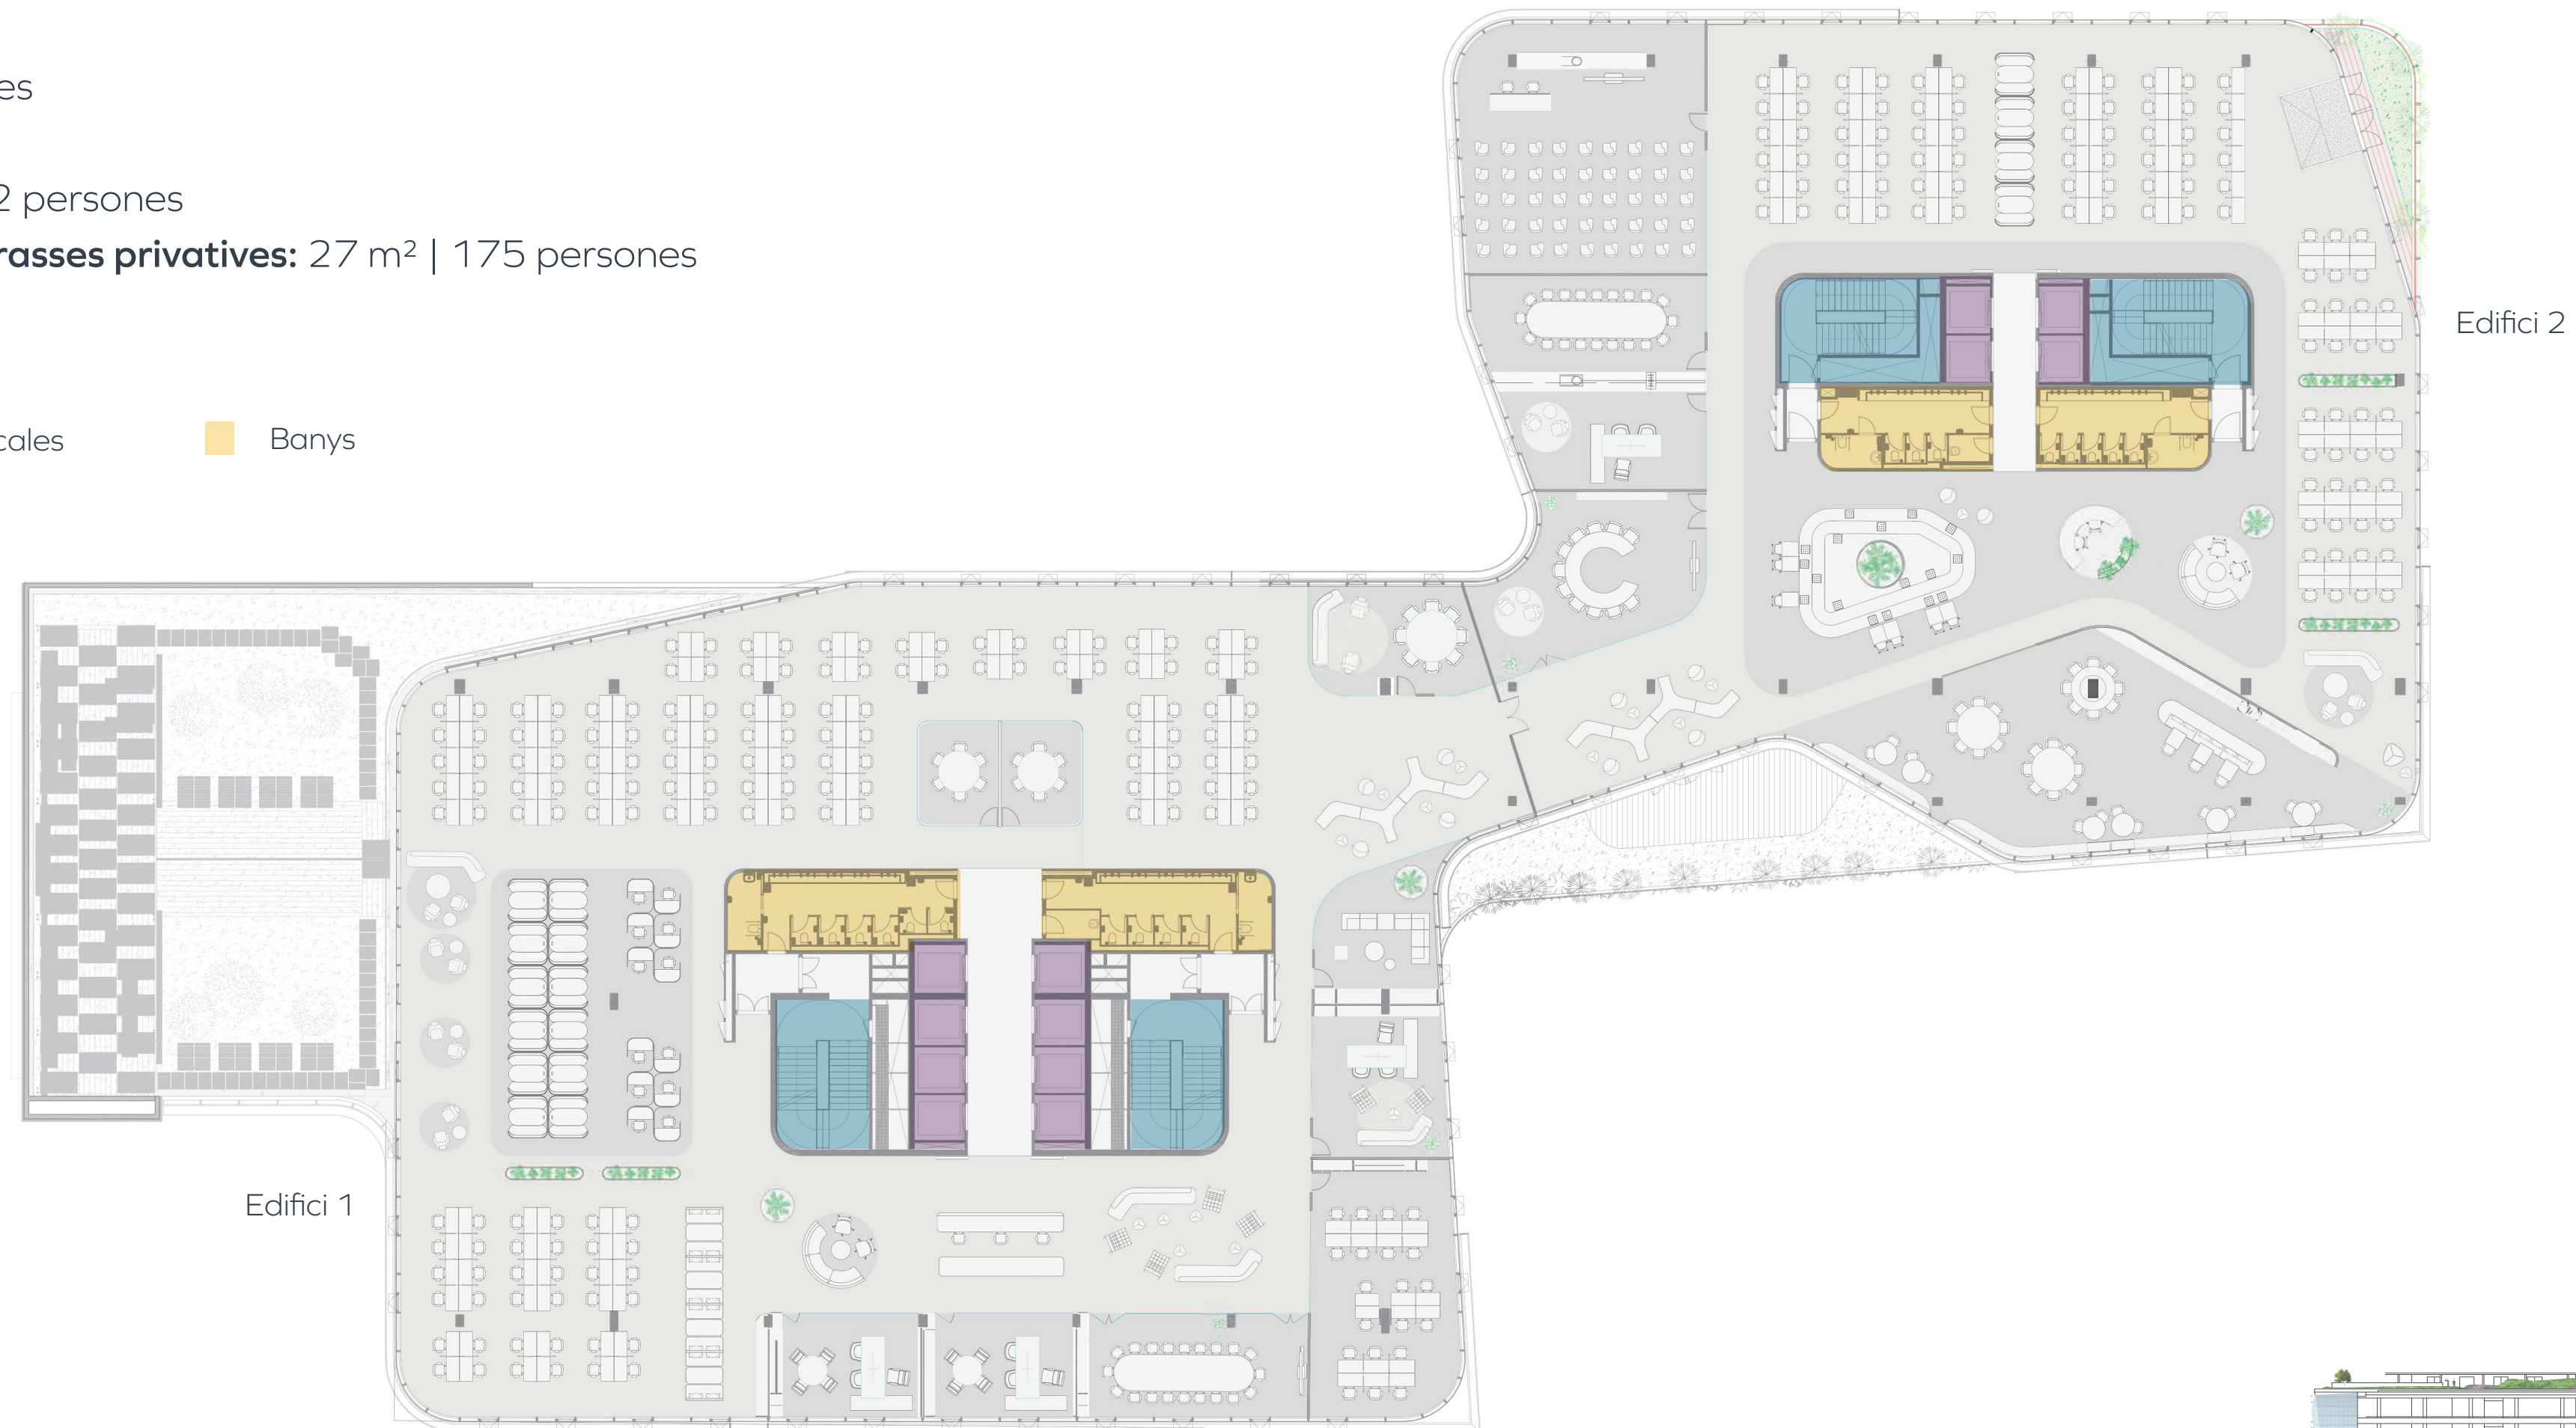 es
2 persones
rasses privatives: 27 m² | 175 persones
cales
Banys
Edifici 2
Edifici 1